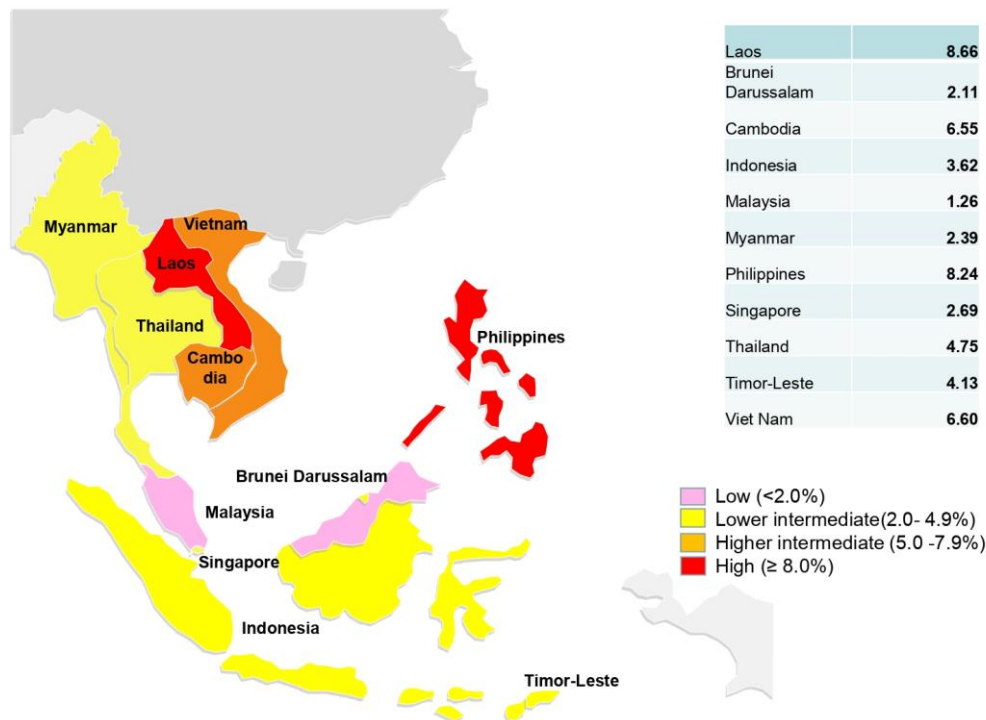 Laos 8.66
Brunei
Darussalam 2.11
Cambodia 6.55
Indonesia 3.62
Malaysia 1.26
Myanmar 2.39
Philippines 8.24
Singapore 2.69
Thailand 4.75
Timor-Leste 4.13
Viet Nam 6.60
Myanmar
Vietnam
Laos
Thailand
Cambo
dia
Philippines
Brunei Darussalam
Malaysia
Singapore
Indonesia
Timor-Leste
Low (<2.0%)
Lower intermediate(2.0- 4.9%)
Higher intermediate (5.0 -7.9%)
High (≥ 8.0%)